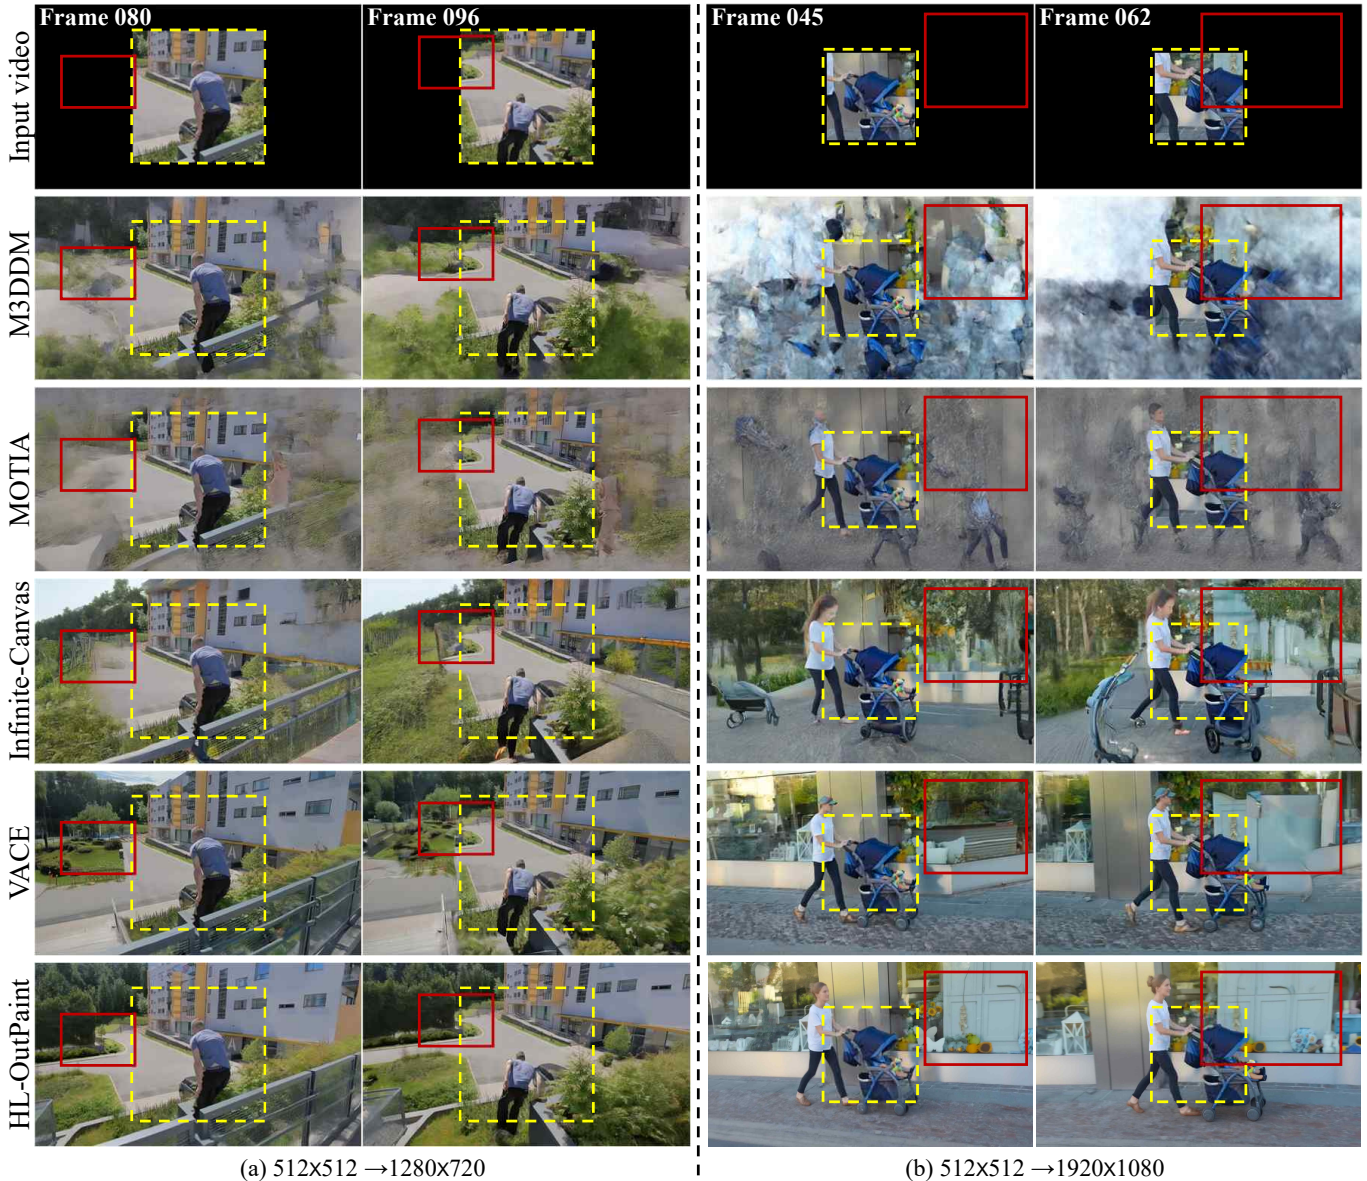 Frame 080
Frame 096
Frame 045
Frame 062
Input video
M3DDM
MOTIA
Infinite-Canvas
VACE
HL-OutPaint
A
A
A
A
A
A
(a) 512X512 →1280X720
(b) 512X512 →1920X1080